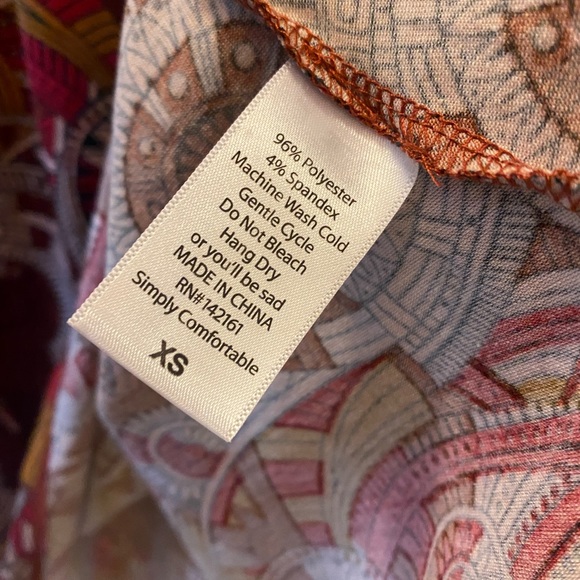 96% Polyester
4% Spandex
Machine Wash Cold
Gentle Cycle
Do Not Bleach
Hang Dry
or you'll be sad
MADE IN CHINA
RN#142161
Simply Comfortable
XS